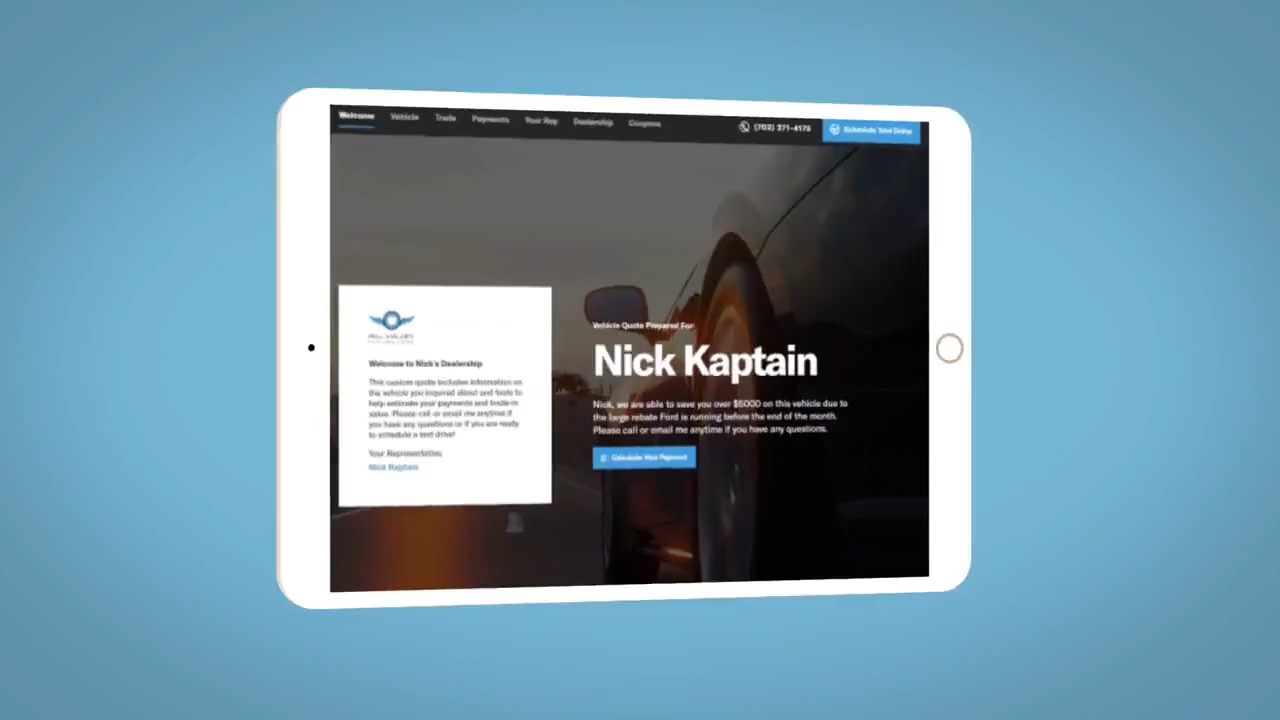 Welcome Vehicle Trade Payments Your Rep Dealership Coupons (702) 271-4175 Schedule Test Drive
Welcome to Nick's Dealership
This custom quote includes information on
the vehicle you inquired about and tools to
help estimate your payments and trade-in
value. Please call or email me anytime if
you have any questions or if you are ready
to schedule a test drive!
Your Representative,
Nick Kaptain
Vehicle Quote Prepared For:
Nick Kaptain
Nick, we are able to save you over $5000 on this vehicle due to
the large rebate Ford is running before the end of the month.
Please call or email me anytime if you have any questions.
Calculate Your Payment